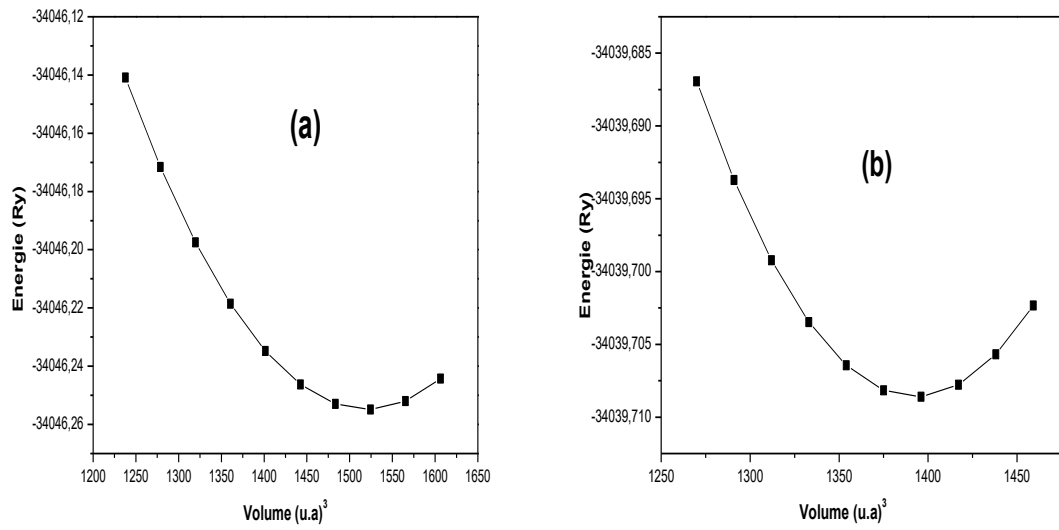 -34046,12
-34046,14
-34046,16
-34046,18
-34046,20
-34046,22
-34046,24
-34046,26
Energie (Ry)
(a)
1200 1250 1300 1350 1400 1450 1500 1550 1600 1650
Volume (u.a)³
-34039,685
-34039,690
-34039,695
-34039,700
-34039,705
-34039,710
Energie (Ry)
(b)
1250 1300 1350 1400 1450
Volume (u.a)³